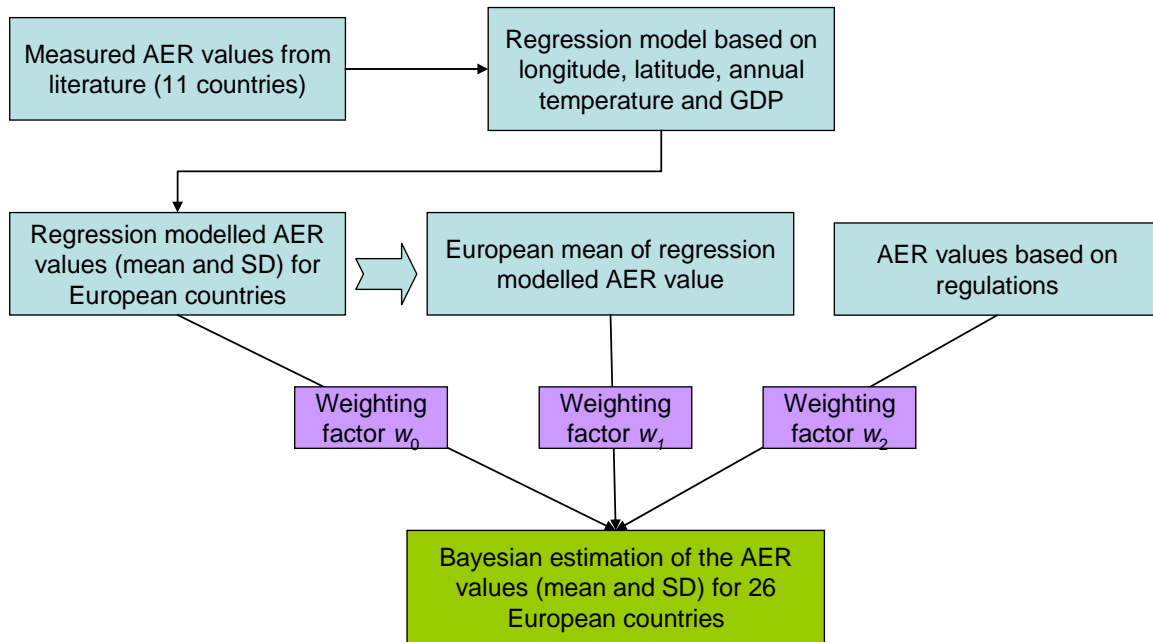 Measured AER values from
literature (11 countries)
Regression model based on
longitude, latitude, annual
temperature and GDP
Regression modelled AER
values (mean and SD) for
European countries
European mean of regression
modelled AER value
AER values based on
regulations
Weighting
factor w0
Weighting
factor w1
Weighting
factor w2
Bayesian estimation of the AER
values (mean and SD) for 26
European countries